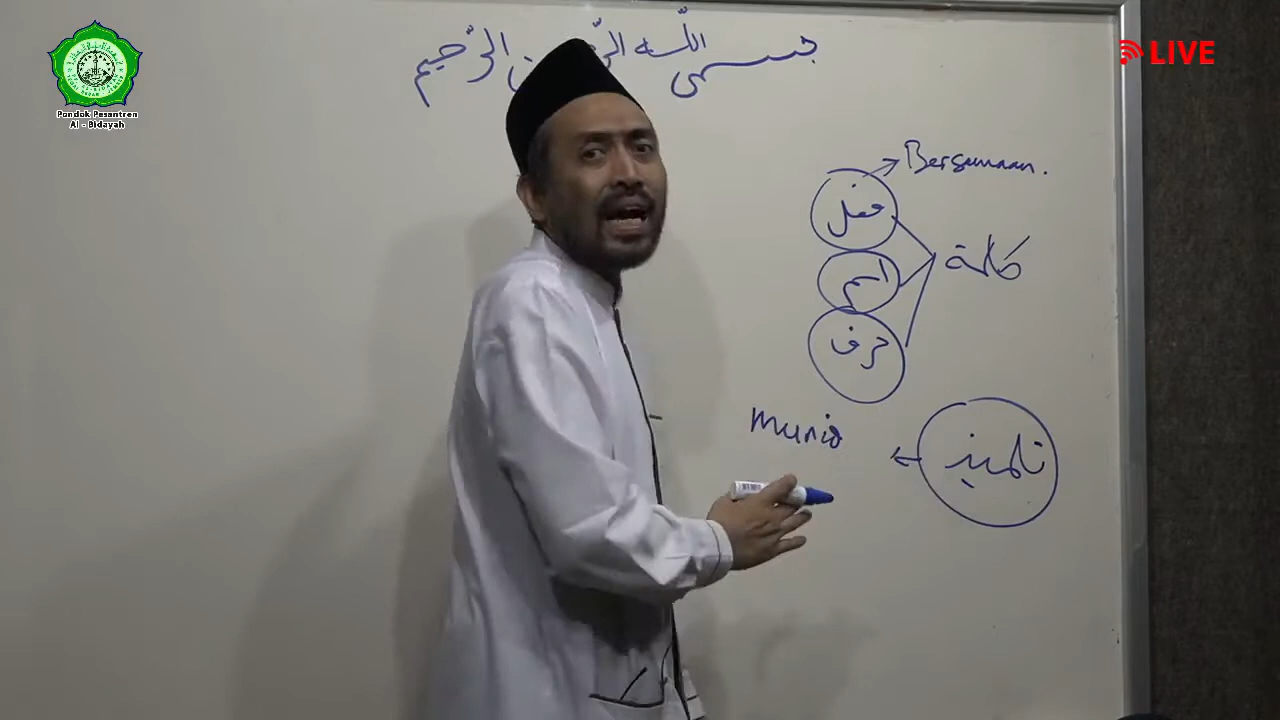 بسم الله الرحمن الرحيم
LIVE
Pondok Pesantren
Al - Bidayah
Bersamaan.
فعل
اسم
كلمة
حرف
murid
تلميذ